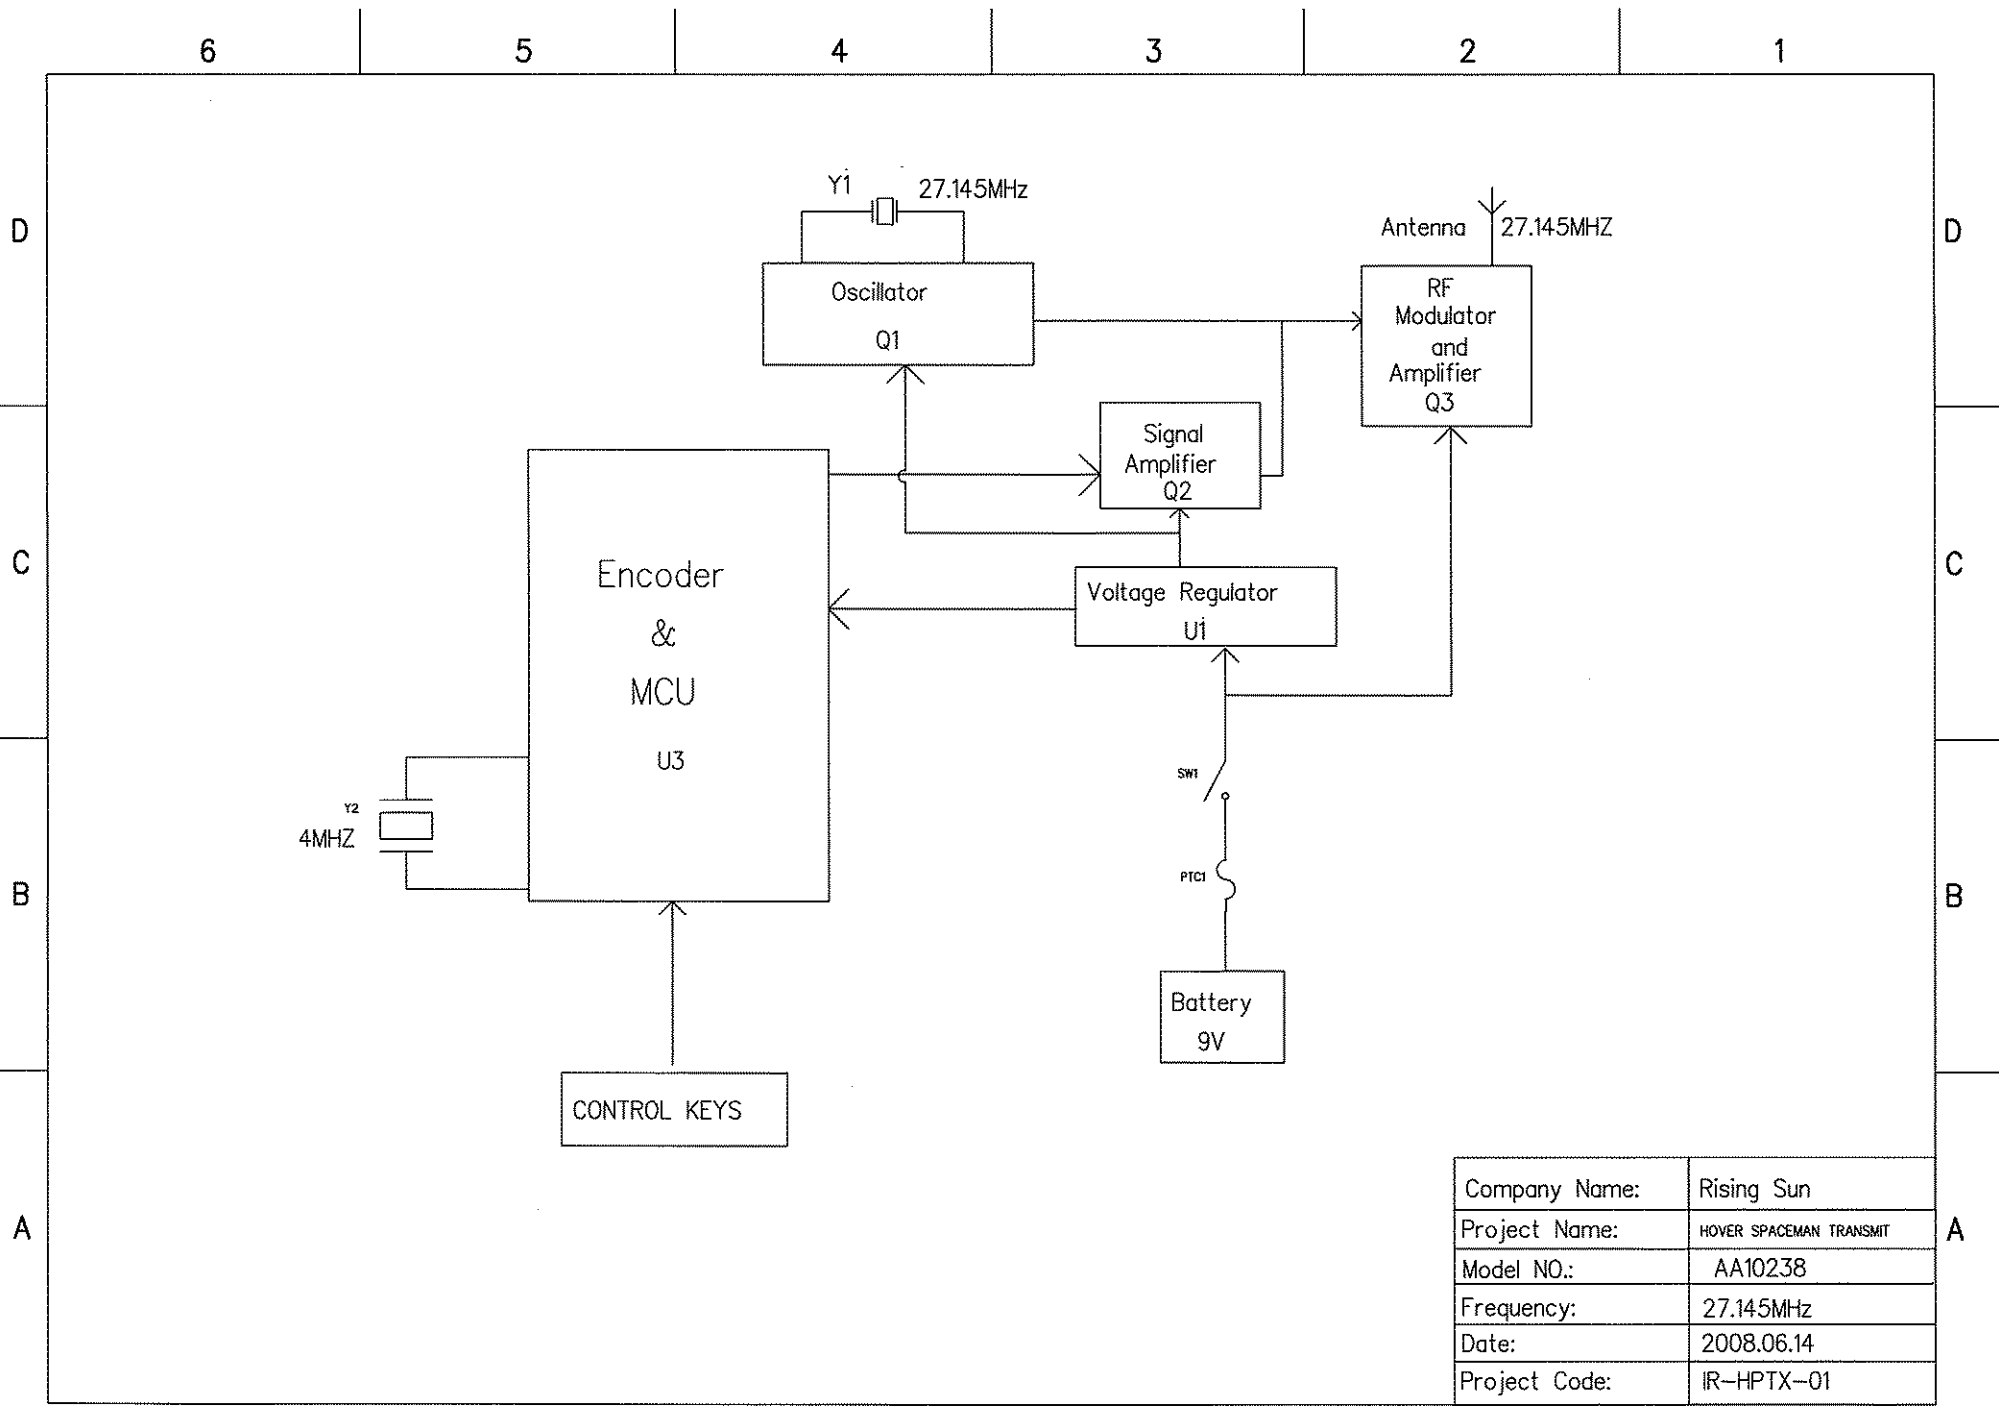 6 5 4 3 2 1
Y1 27.145MHz
D
Antenna 27.145MHZ
D
Oscillator
Q1
RF
Modulator
and
Amplifier
Q3
Signal
Amplifier
Q2
C
Encoder
&
MCU
U3
Voltage Regulator
U1
C
SW1
Y2
4MHZ
PTC1
B
B
Battery
9V
CONTROL KEYS
A
A
Company Name: Rising Sun
Project Name: HOVER SPACEMAN TRANSMIT
Model NO.: AA10238
Frequency: 27.145MHz
Date: 2008.06.14
Project Code: IR-HPTX-01